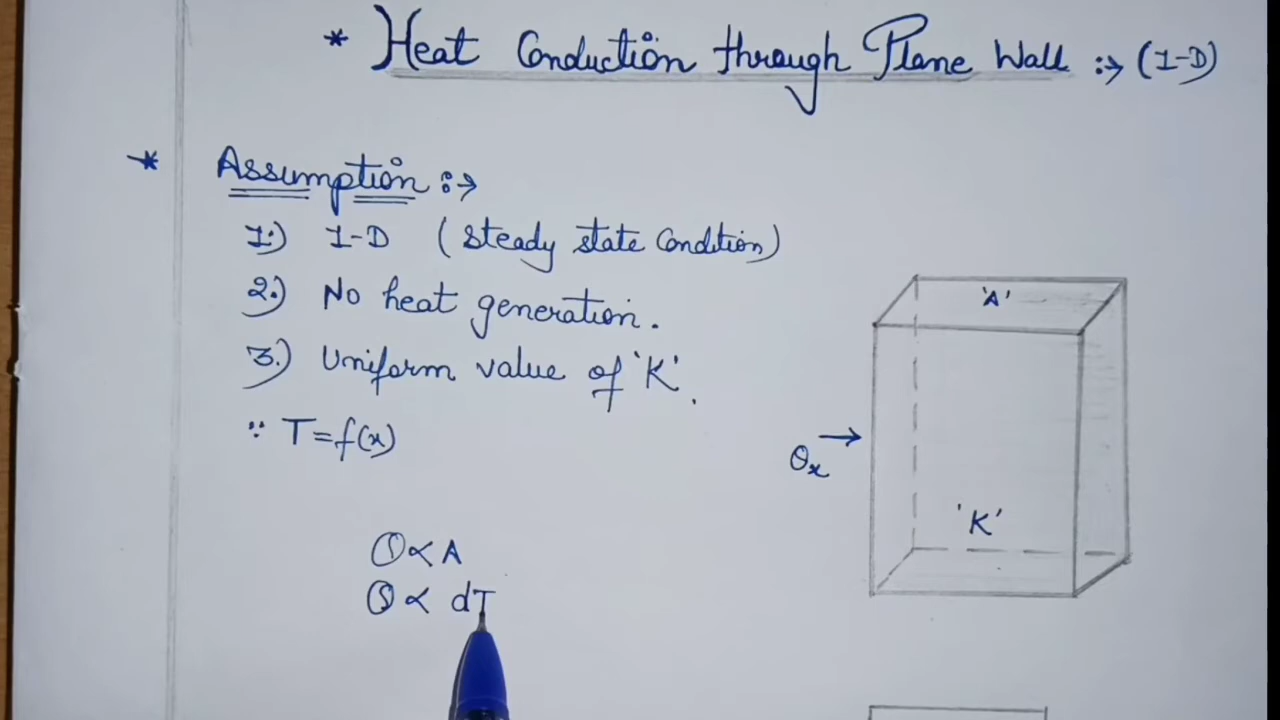 * Heat Conduction through Plane Wall :→ (1-D)
* Assumption :→
1.) 1-D (Steady state Condition)
2.) No heat generation.
3.) Uniform value of 'K'.
∵ T=f(x)
'A'
Qx →
'K'
Q∝ A
Q∝ dT